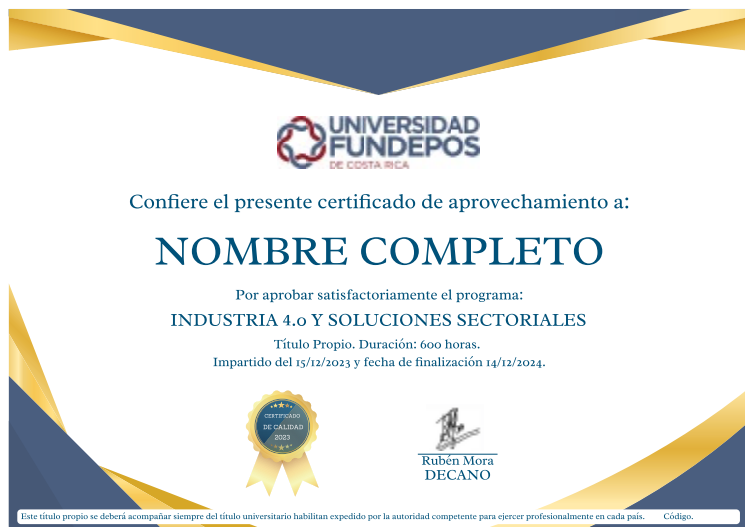 UNIVERSIDAD
FUNDEPOS
DE COSTA RICA
Confiere el presente certificado de aprovechamiento a:
NOMBRE COMPLETO
Por aprobar satisfactoriamente el programa:
INDUSTRIA 4.0 Y SOLUCIONES SECTORIALES
Título Propio. Duración: 600 horas.
Impartido del 15/12/2023 y fecha de finalización 14/12/2024.
CERTIFICADO
DE CALIDAD
2023
Rubén Mora
DECANO
Este título propio se deberá acompañar siempre del título universitario habilitan expedido por la autoridad competente para ejercer profesionalmente en cada país. Código.